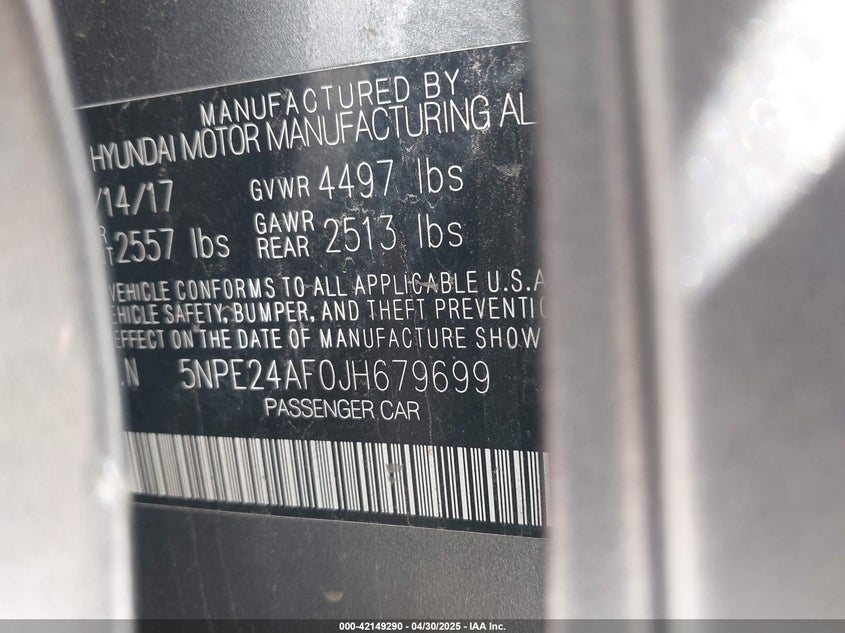 MANUFACTURED BY
HYUNDAI MOTOR MANUFACTURING AL
/14/17 GVWR 4497 lbs
2557 lbs GAWR REAR 2513 lbs
VEHICLE CONFORMS TO ALL APPLICABLE U.S.A
EHICLE SAFETY, BUMPER, AND THEFT PREVENTI
EFFECT ON THE DATE OF MANUFACTURE SHOW
.N 5NPE24AF0JH679699
PASSENGER CAR
000-42149290 - 04/30/2025 - IAA Inc.